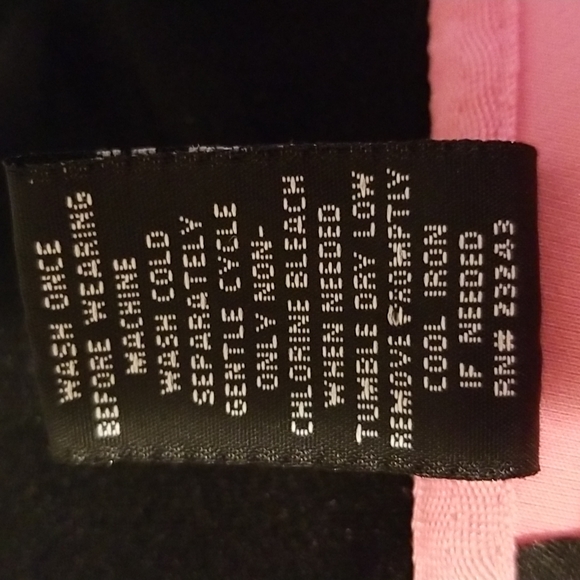 WASH ONCE
BEFORE WEARING
MACHINE
WASH COLD
SEPARATELY
GENTLE CYCLE
ONLY NON-
CHLORINE BLEACH
WHEN NEEDED
TUMBLE DRY LOW
REMOVE PROMPTLY
COOL IRON
IF NEEDED
RN# 23243